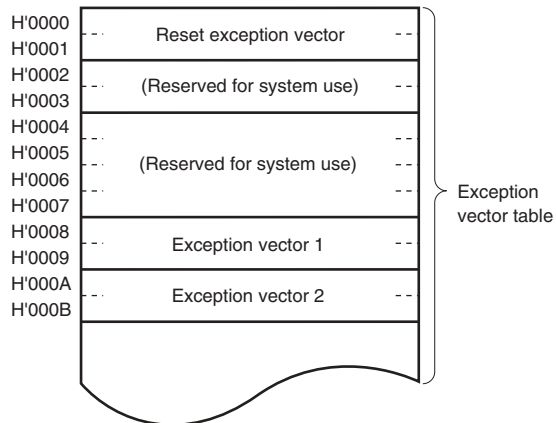 H'0000
Reset exception vector
H'0001
H'0002
(Reserved for system use)
H'0003
H'0004
H'0005
(Reserved for system use)
H'0006
H'0007
H'0008
Exception vector 1
H'0009
H'000A
Exception vector 2
H'000B
Exception
vector table